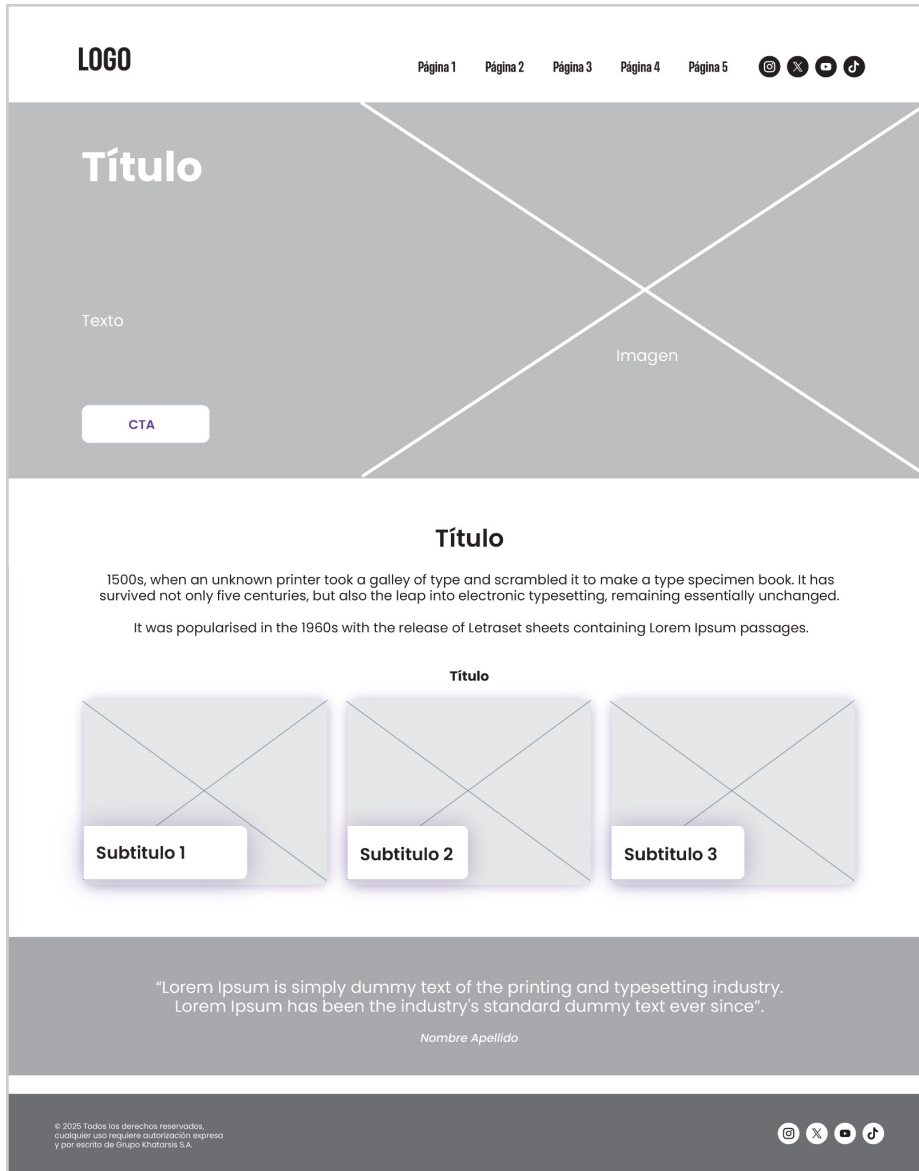 LOGO
Página 1 Página 2 Página 3 Página 4 Página 5
Título
Texto
Imagen
CTA
Título
1500s, when an unknown printer took a galley of type and scrambled it to make a type specimen book. It has
survived not only five centuries, but also the leap into electronic typesetting, remaining essentially unchanged.
It was popularised in the 1960s with the release of Letraset sheets containing Lorem Ipsum passages.
Título
Subtitulo 1
Subtitulo 2
Subtitulo 3
“Lorem Ipsum is simply dummy text of the printing and typesetting industry.
Lorem Ipsum has been the industry's standard dummy text ever since”.
Nombre Apellido
© 2025 Todos los derechos reservados,
cualquier uso requiere autorización expresa
y por escrito de Grupo Khatarsis S.A.